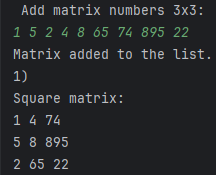 Add matrix numbers 3x3:
1 5 2 4 8 65 74 895 22
Matrix added to the list.
1)
Square matrix:
1 4 74
5 8 895
2 65 22